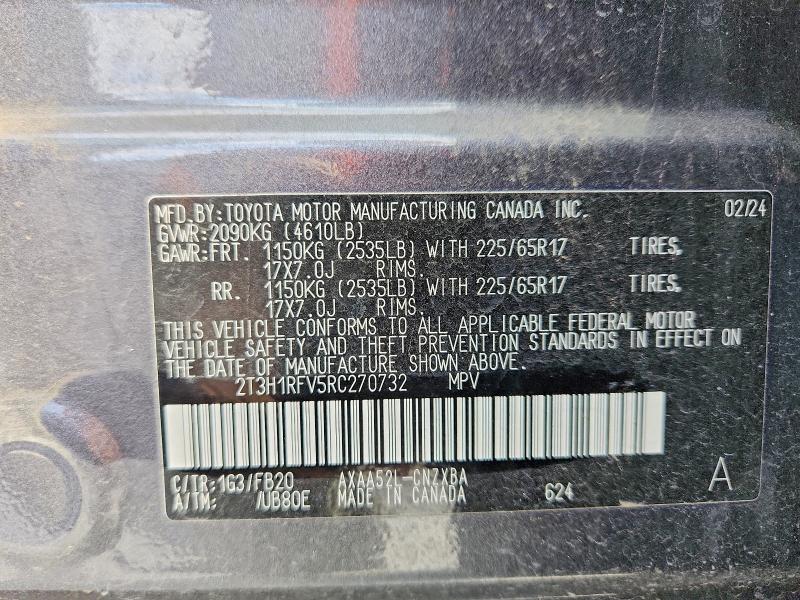 MFD.BY:TOYOTA MOTOR MANUFACTURING CANADA INC. 02/24
GVWR:2090KG (4610LB)
GAWR:FRT. 1150KG (2535LB) WITH 225/65R17 TIRES,
17X7.0J RIMS.
RR. 1150KG (2535LB) WITH 225/65R17 TIRES,
17X7.0J RIMS.
THIS VEHICLE CONFORMS TO ALL APPLICABLE FEDERAL MOTOR
VEHICLE SAFETY AND THEFT PREVENTION STANDARDS IN EFFECT ON
THE DATE OF MANUFACTURE SHOWN ABOVE.
2T3H1RFV5RC270732 MPV
C/TR:1G3/FB20 AXAA52L-CNZXBA A
A/TM: /UB80E MADE IN CANADA 624